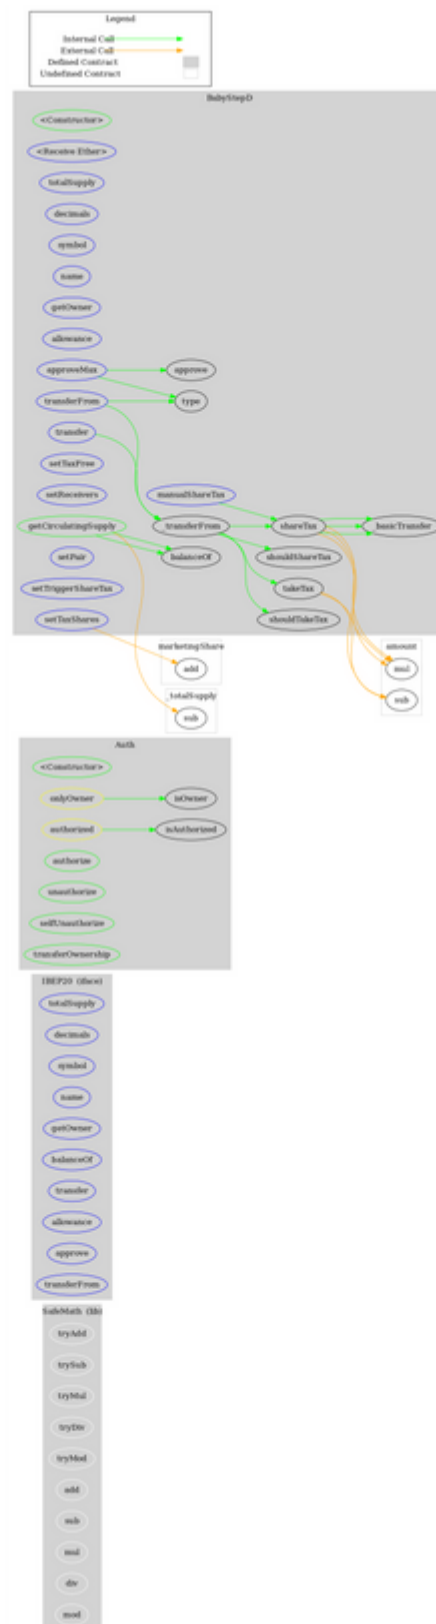 Legend
Internal Call
External Call
Defined Contract
Undefined Contract
BabyStepD
<Constructor>
<Receive Ether>
totalSupply
decimals
symbol
name
getOwner
allowance
approveMax
approve
transferFrom
type
transfer
setTaxFree
setReceivers
manualShareTax
getCirculatingSupply
transferFrom
shareTax
basicTransfer
setPair
balanceOf
shouldShareTax
setTriggerShareTax
takeTax
setTaxShares
shouldTakeTax
marketingShare
amount
add
mul
_totalSupply
sub
sub
Auth
<Constructor>
onlyOwner
isOwner
authorized
isAuthorized
authorize
unauthorize
selfUnauthorize
transferOwnership
IBEP20 (iface)
totalSupply
decimals
symbol
name
getOwner
balanceOf
transfer
allowance
approve
transferFrom
SafeMath (lib)
tryAdd
trySub
tryMul
tryDiv
tryMod
add
sub
mul
div
mod